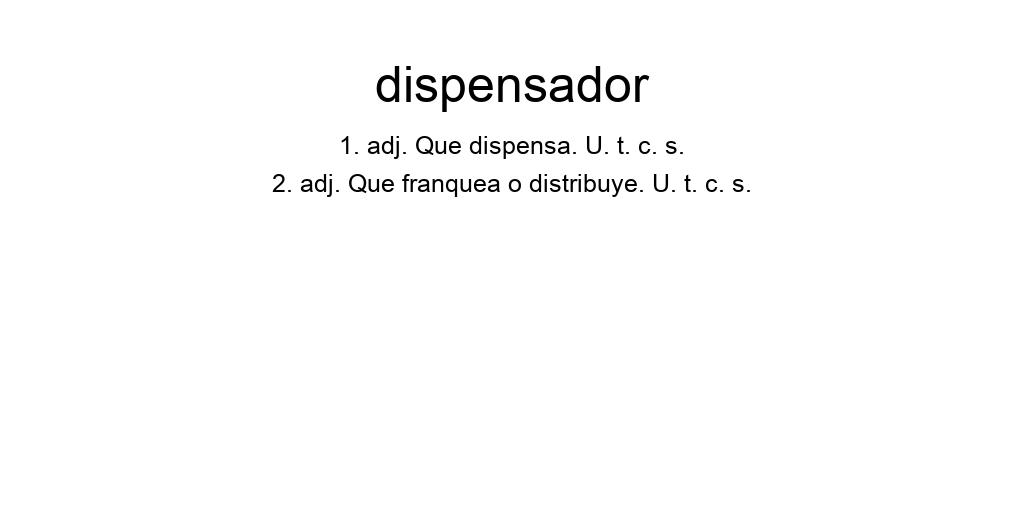 dispensador
1. adj. Que dispensa. U. t. c. s.
2. adj. Que franquea o distribuye. U. t. c. s.